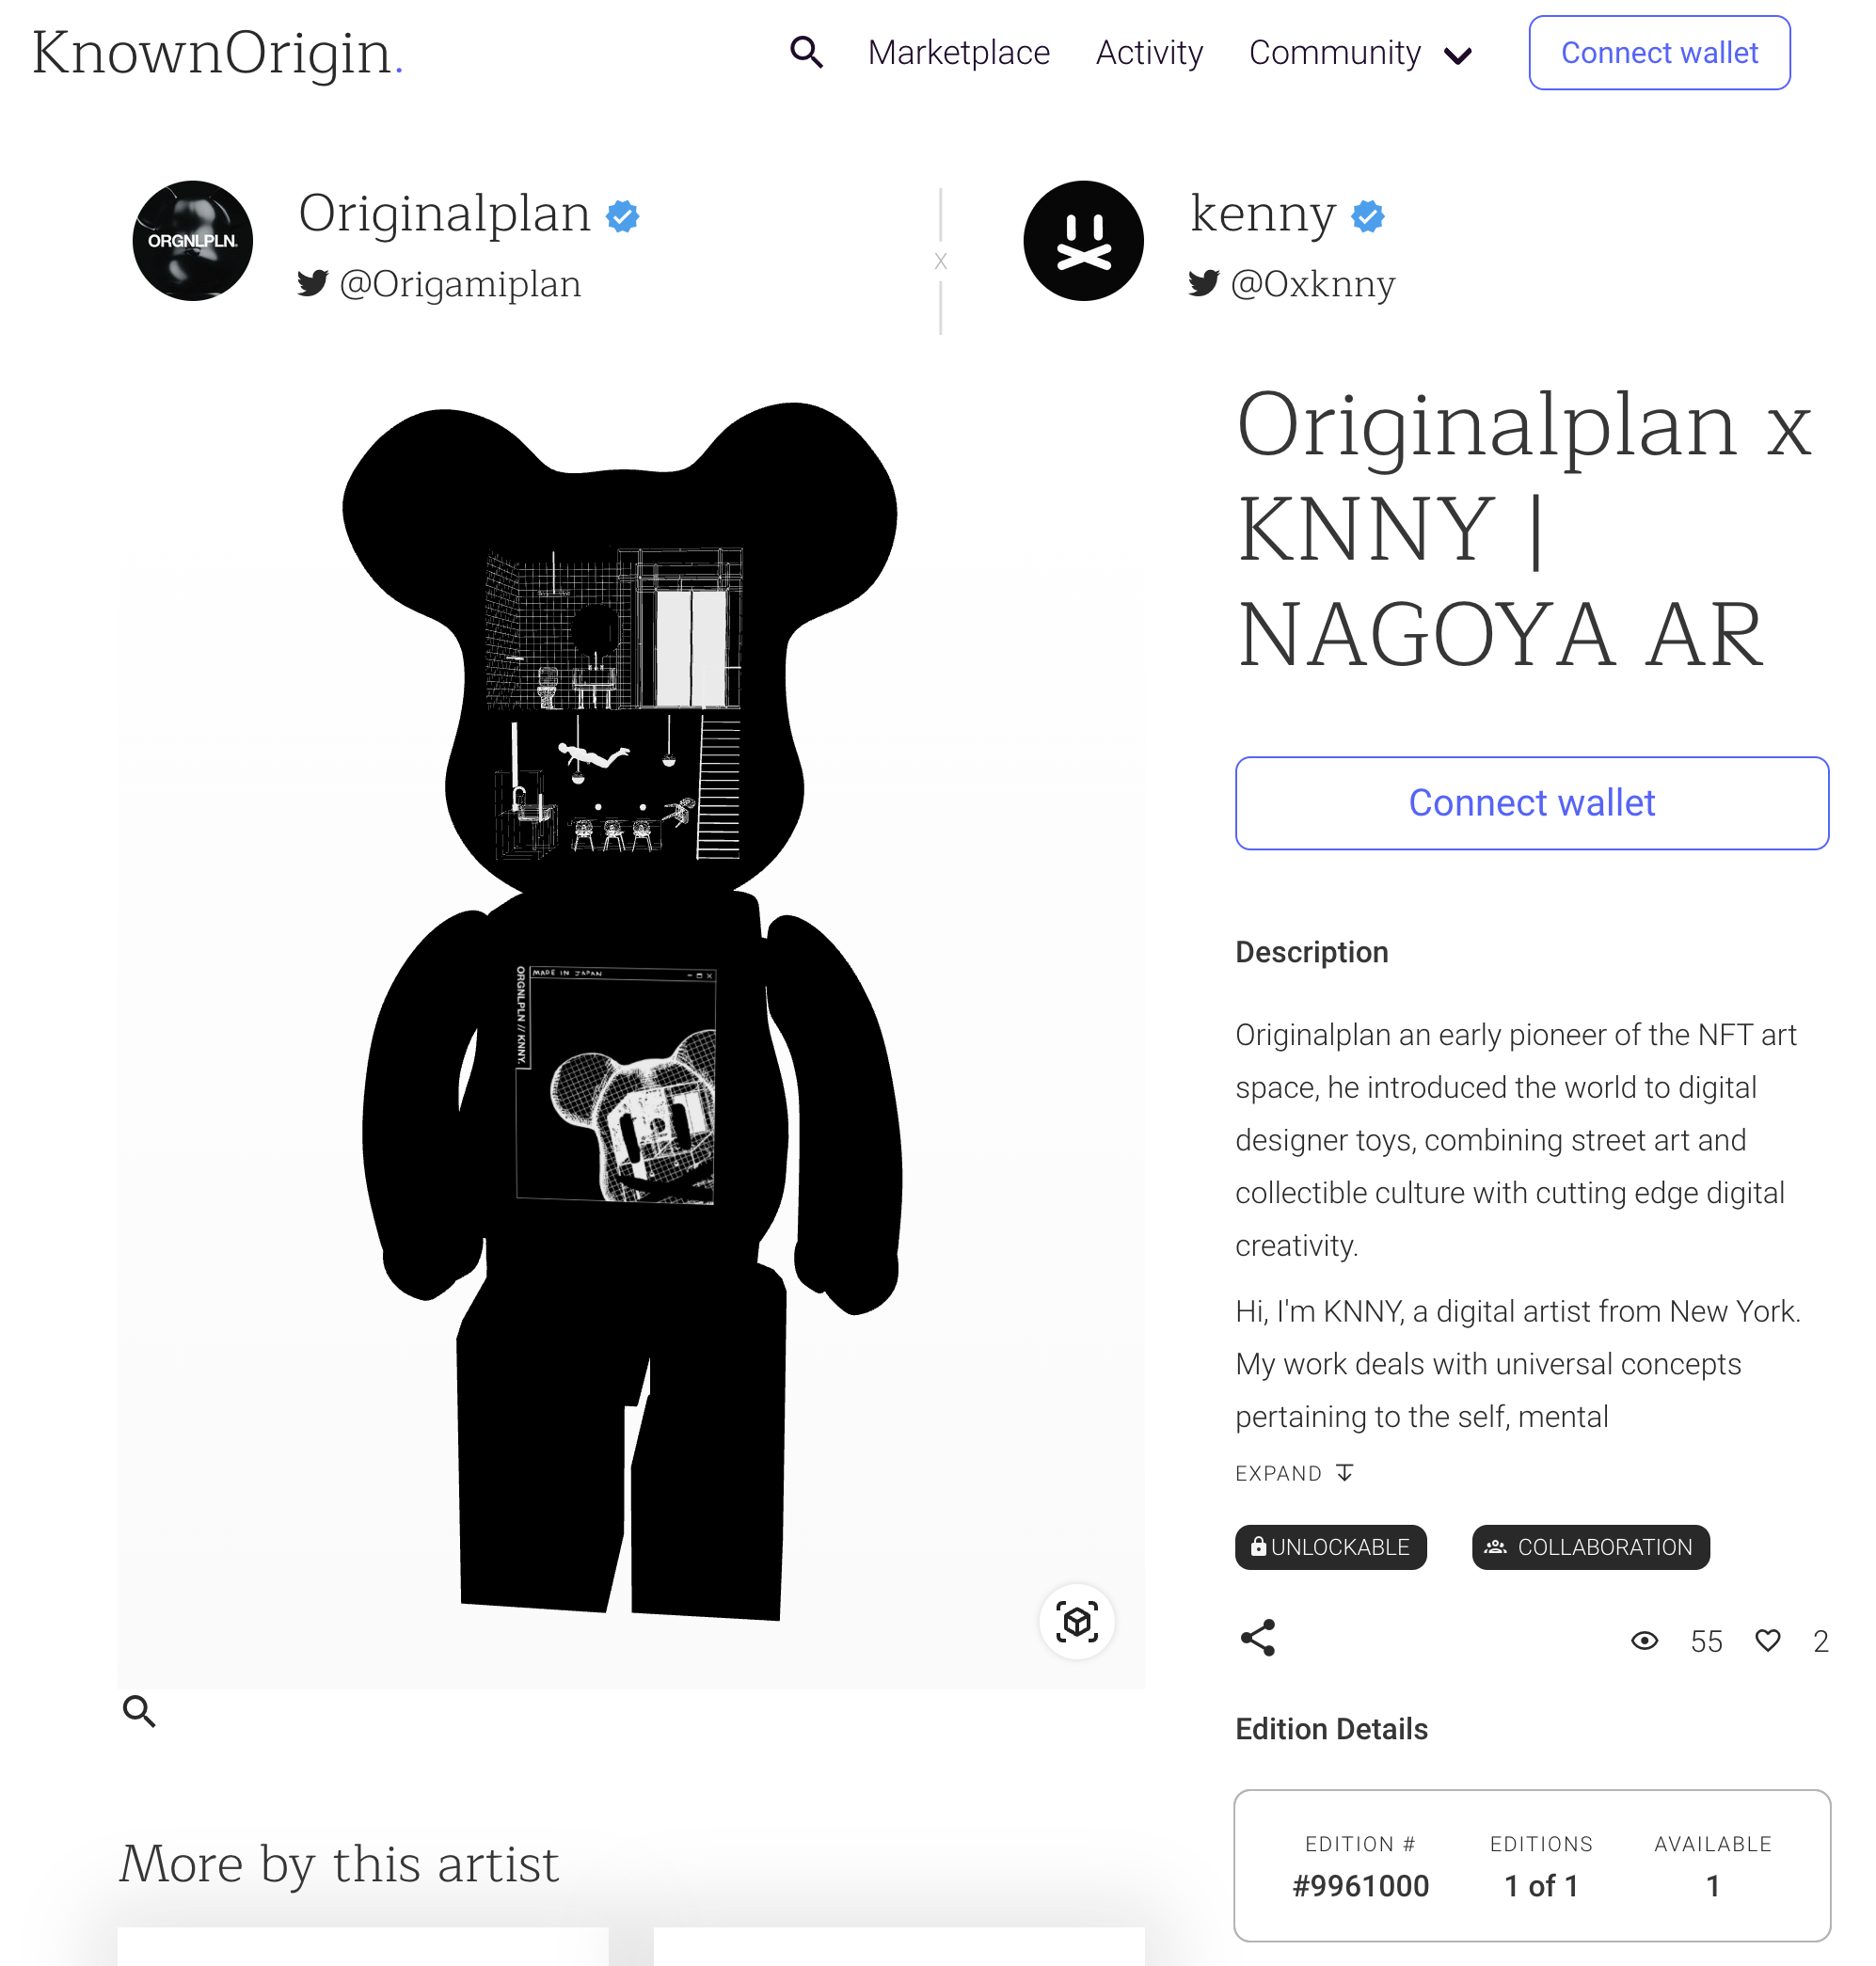 KnownOrigin.
Marketplace
Activity
Community
Connect wallet
ORGNLPLN.
Originalplan
@Origamiplan
x
kenny
@0xknny
Originalplan x
KNNY |
NAGOYA AR
Connect wallet
MADE IN JAPAN
ORGNLPLN // KNNY.
Description
Originalplan an early pioneer of the NFT art
space, he introduced the world to digital
designer toys, combining street art and
collectible culture with cutting edge digital
creativity.
Hi, I'm KNNY, a digital artist from New York.
My work deals with universal concepts
pertaining to the self, mental
EXPAND
UNLOCKABLE
COLLABORATION
55
2
Edition Details
EDITION #
#9961000
EDITIONS
1 of 1
AVAILABLE
1
More by this artist